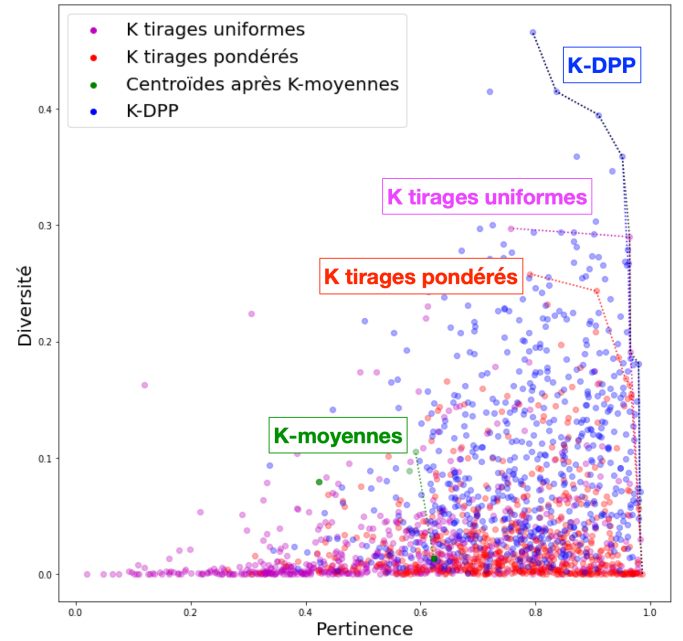 K tirages uniformes
K tirages pondérés
Centroïdes après K-moyennes
K-DPP
K-DPP
K tirages uniformes
K tirages pondérés
K-moyennes
Diversité
0.4
0.3
0.2
0.1
0.0
0.0 0.2 0.4 0.6 0.8 1.0
Pertinence